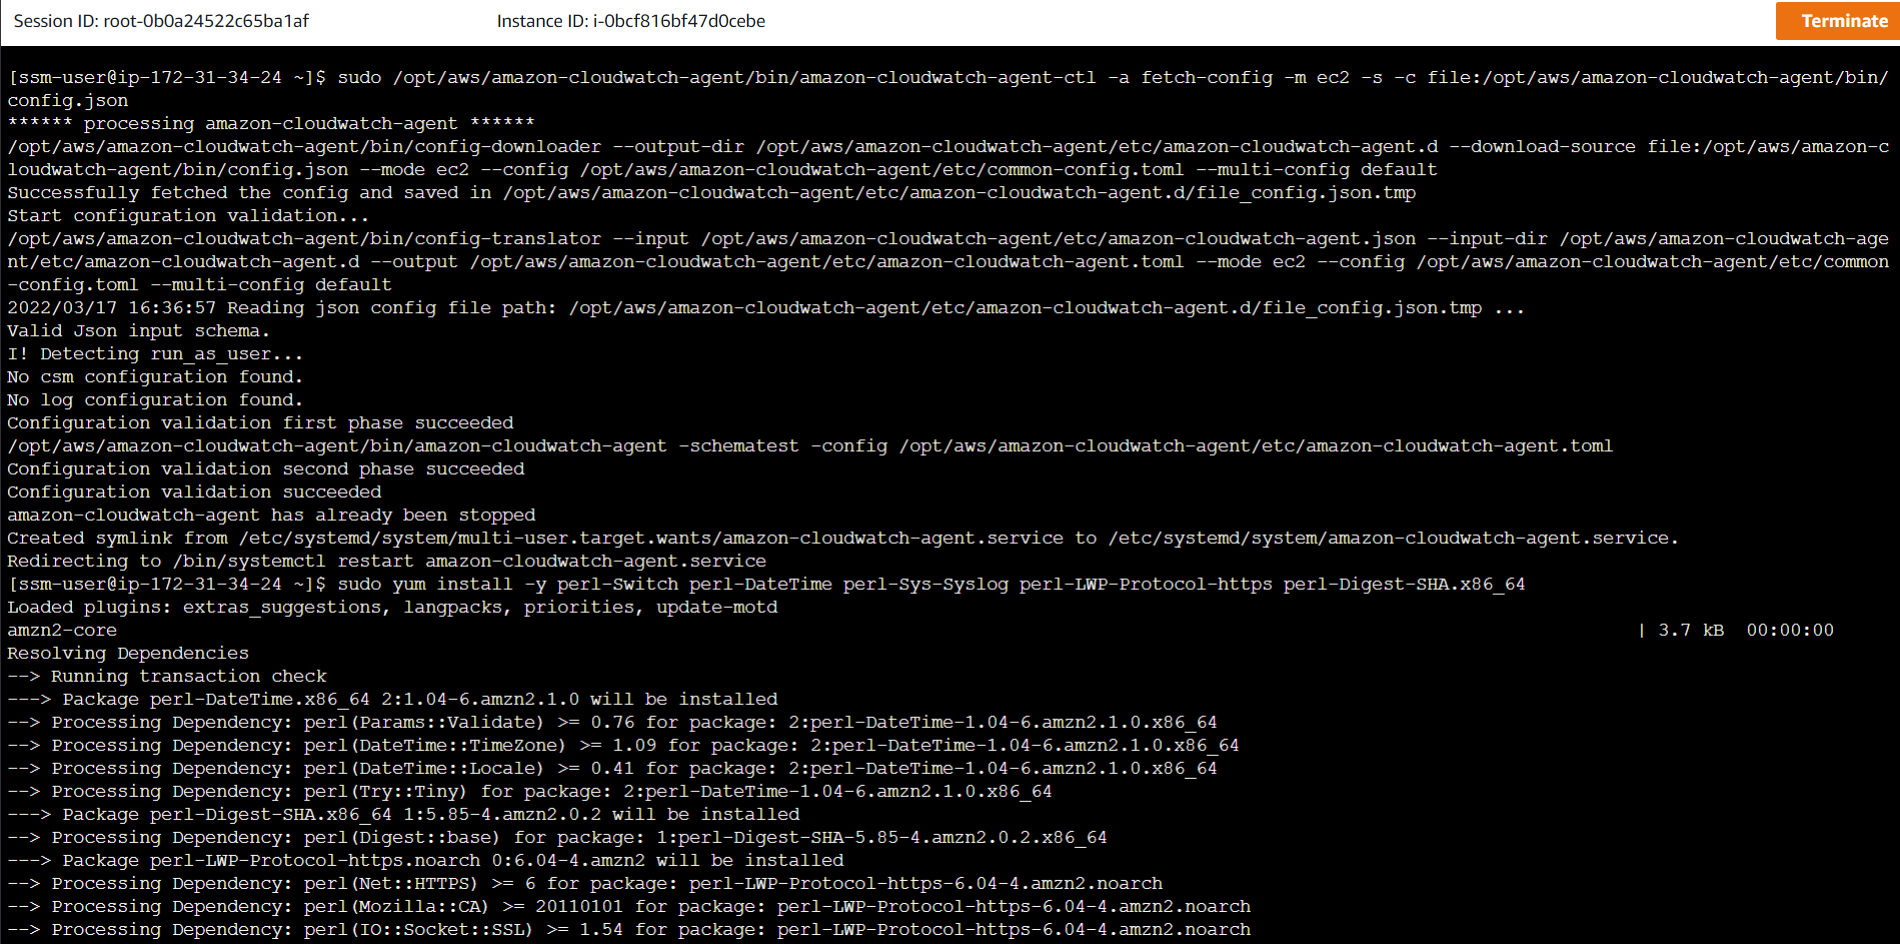 Session ID: root-0b0a24522c65ba1af Instance ID: i-0bcf816bf47d0cebe Terminate
[ssm-user@ip-172-31-34-24 ~]$ sudo /opt/aws/amazon-cloudwatch-agent/bin/amazon-cloudwatch-agent-ctl -a fetch-config -m ec2 -s -c file:/opt/aws/amazon-cloudwatch-agent/bin/
config.json
****** processing amazon-cloudwatch-agent ******
/opt/aws/amazon-cloudwatch-agent/bin/config-downloader --output-dir /opt/aws/amazon-cloudwatch-agent/etc/amazon-cloudwatch-agent.d --download-source file:/opt/aws/amazon-c
loudwatch-agent/bin/config.json --mode ec2 --config /opt/aws/amazon-cloudwatch-agent/etc/common-config.toml --multi-config default
Successfully fetched the config and saved in /opt/aws/amazon-cloudwatch-agent/etc/amazon-cloudwatch-agent.d/file_config.json.tmp
Start configuration validation...
/opt/aws/amazon-cloudwatch-agent/bin/config-translator --input /opt/aws/amazon-cloudwatch-agent/etc/amazon-cloudwatch-agent.json --input-dir /opt/aws/amazon-cloudwatch-age
nt/etc/amazon-cloudwatch-agent.d --output /opt/aws/amazon-cloudwatch-agent/etc/amazon-cloudwatch-agent.toml --mode ec2 --config /opt/aws/amazon-cloudwatch-agent/etc/common
-config.toml --multi-config default
2022/03/17 16:36:57 Reading json config file path: /opt/aws/amazon-cloudwatch-agent/etc/amazon-cloudwatch-agent.d/file_config.json.tmp ...
Valid Json input schema.
I! Detecting run_as_user...
No csm configuration found.
No log configuration found.
Configuration validation first phase succeeded
/opt/aws/amazon-cloudwatch-agent/bin/amazon-cloudwatch-agent -schematest -config /opt/aws/amazon-cloudwatch-agent/etc/amazon-cloudwatch-agent.toml
Configuration validation second phase succeeded
Configuration validation succeeded
amazon-cloudwatch-agent has already been stopped
Created symlink from /etc/systemd/system/multi-user.target.wants/amazon-cloudwatch-agent.service to /etc/systemd/system/amazon-cloudwatch-agent.service.
Redirecting to /bin/systemctl restart amazon-cloudwatch-agent.service
[ssm-user@ip-172-31-34-24 ~]$ sudo yum install -y perl-Switch perl-DateTime perl-Sys-Syslog perl-LWP-Protocol-https perl-Digest-SHA.x86_64
Loaded plugins: extras_suggestions, langpacks, priorities, update-motd
amzn2-core | 3.7 kB 00:00:00
Resolving Dependencies
--> Running transaction check
---> Package perl-DateTime.x86_64 2:1.04-6.amzn2.1.0 will be installed
--> Processing Dependency: perl(Params::Validate) >= 0.76 for package: 2:perl-DateTime-1.04-6.amzn2.1.0.x86_64
--> Processing Dependency: perl(DateTime::TimeZone) >= 1.09 for package: 2:perl-DateTime-1.04-6.amzn2.1.0.x86_64
--> Processing Dependency: perl(DateTime::Locale) >= 0.41 for package: 2:perl-DateTime-1.04-6.amzn2.1.0.x86_64
--> Processing Dependency: perl(Try::Tiny) for package: 2:perl-DateTime-1.04-6.amzn2.1.0.x86_64
---> Package perl-Digest-SHA.x86_64 1:5.85-4.amzn2.0.2 will be installed
--> Processing Dependency: perl(Digest::base) for package: 1:perl-Digest-SHA-5.85-4.amzn2.0.2.x86_64
---> Package perl-LWP-Protocol-https.noarch 0:6.04-4.amzn2 will be installed
--> Processing Dependency: perl(Net::HTTPS) >= 6 for package: perl-LWP-Protocol-https-6.04-4.amzn2.noarch
--> Processing Dependency: perl(Mozilla::CA) >= 20110101 for package: perl-LWP-Protocol-https-6.04-4.amzn2.noarch
--> Processing Dependency: perl(IO::Socket::SSL) >= 1.54 for package: perl-LWP-Protocol-https-6.04-4.amzn2.noarch